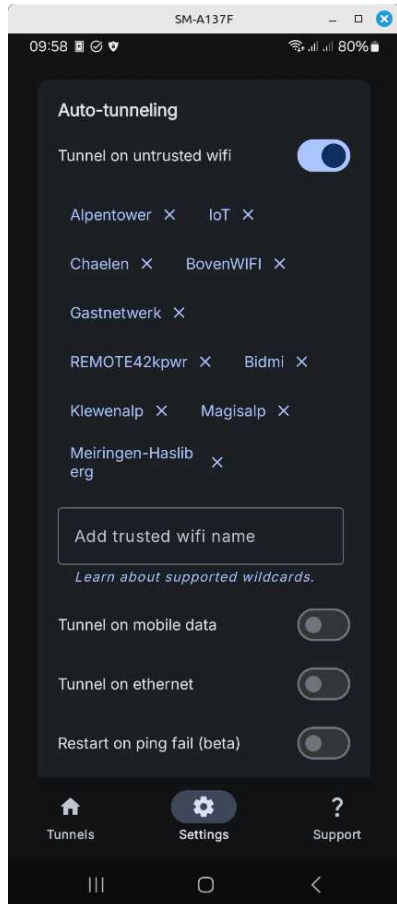 SM-A137F
09:58 80%
Auto-tunneling
Tunnel on untrusted wifi
Alpentower × IoT ×
Chaelen × BovenWIFI ×
Gastnetwerk ×
REMOTE42kpwr × Bidmi ×
Klewenalp × Magisalp ×
Meiringen-Haslib
erg ×
Add trusted wifi name
Learn about supported wildcards.
Tunnel on mobile data
Tunnel on ethernet
Restart on ping fail (beta)
Tunnels Settings Support